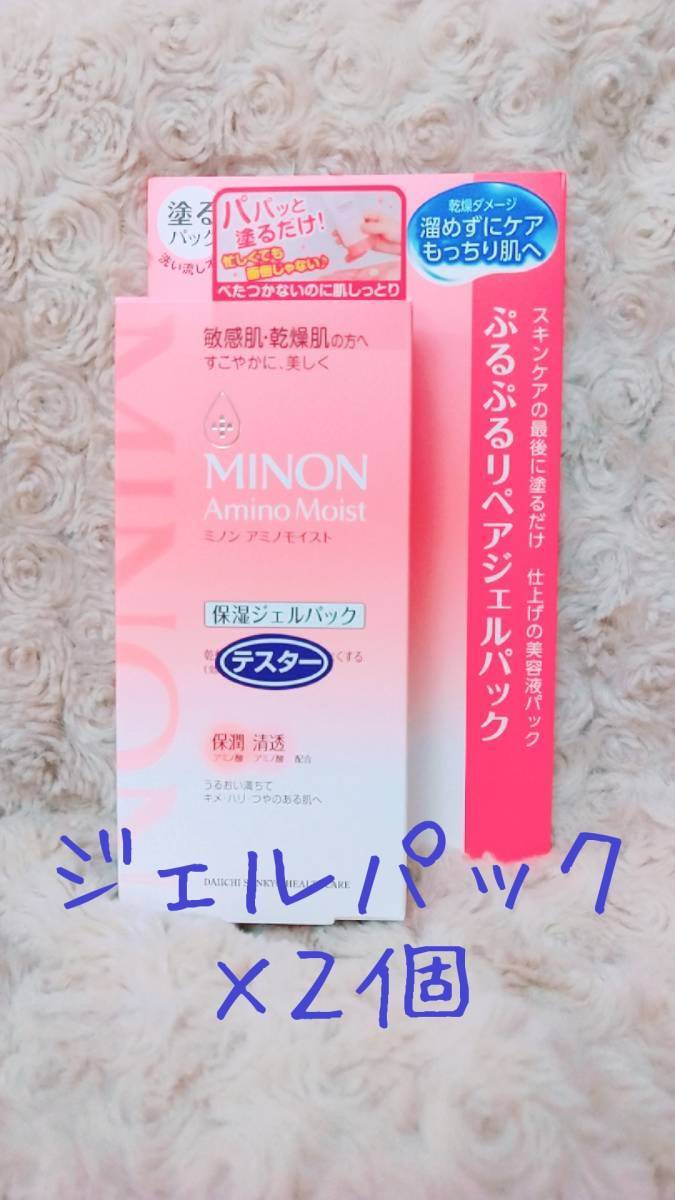 塗る
パック
洗い流し不
パパッと
塗るだけ!
忙しくても
面倒じゃない♪
べたつかないのに肌しっとり
乾燥ダメージ
溜めずにケア
もっちり肌へ
スキンケアの最後に塗るだけ 仕上げの美容液パック
ぷるぷるリペアジェルパック
MINON
敏感肌・乾燥肌の方へ
すこやかに、美しく
MINON
Amino Moist
ミノン アミノモイスト
保湿ジェルパック
テスター
くする
保潤 清透
アミノ酸 アミノ酸 配合
うるおい満ちて
キメ・ハリ・つやのある肌へ
DAIICHI SANKYO HEALTHCARE
ジェルパック
×2個